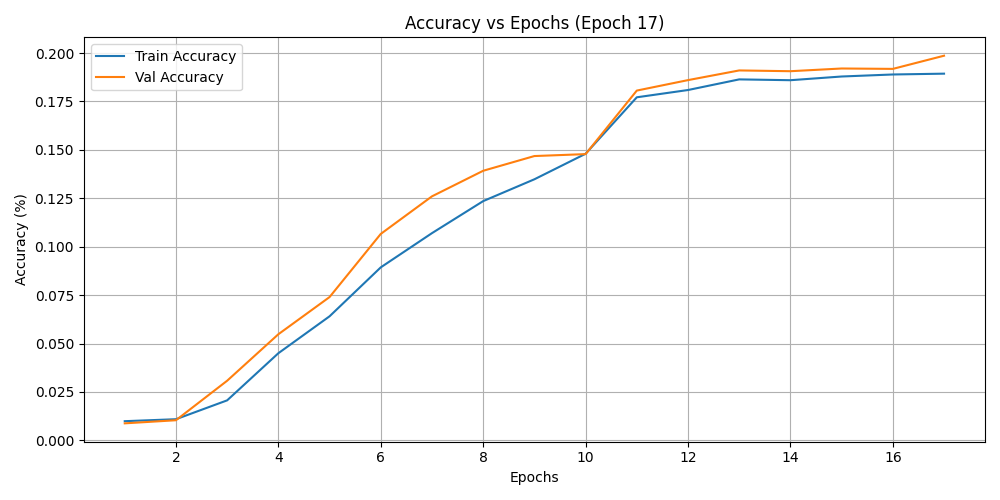 Accuracy vs Epochs (Epoch 17)
Train Accuracy
Val Accuracy
Accuracy (%)
0.200
0.175
0.150
0.125
0.100
0.075
0.050
0.025
0.000
2 4 6 8 10 12 14 16
Epochs